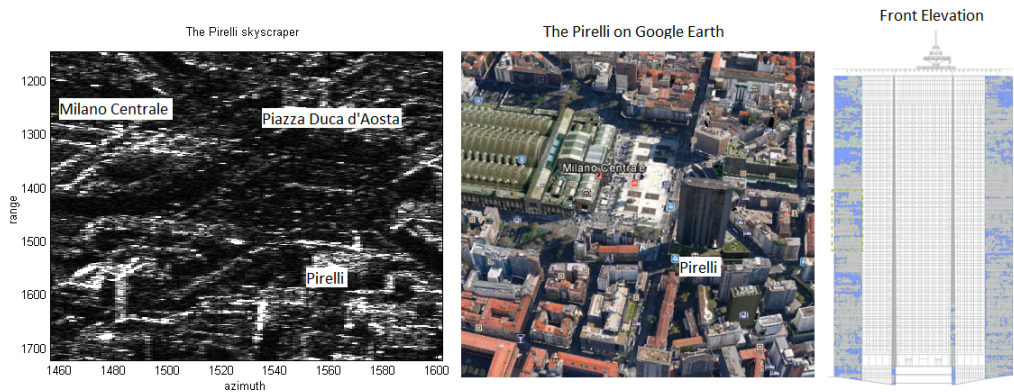 The Pirelli skyscraper
1200
1300
1400
1500
1600
1700
range
1460
1480
1500
1520
1540
1560
1580
1600
azimuth
Milano Centrale
Piazza Duca d'Aosta
Pirelli
The Pirelli on Google Earth
Milano Centrale
Pirelli
Front Elevation